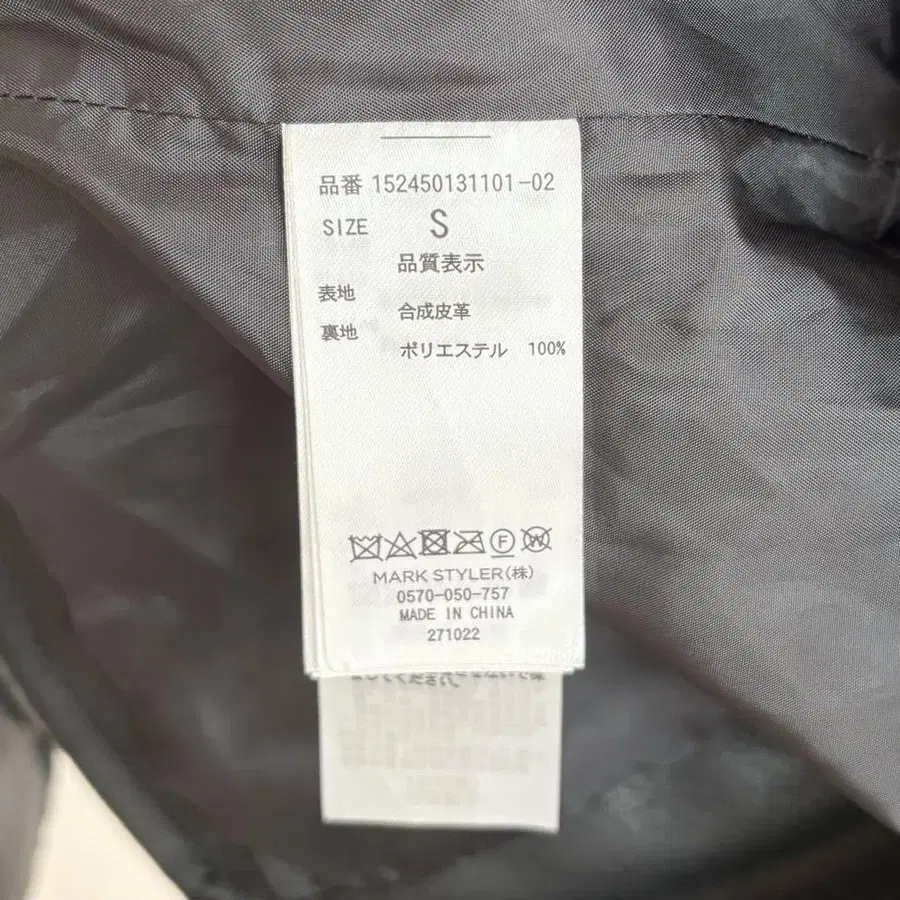 品番 152450131101-02
SIZE S
品質表示
表地 合成皮革
裏地 ポリエステル 100%
F W
MARK STYLER(株)
0570-050-757
MADE IN CHINA
271022